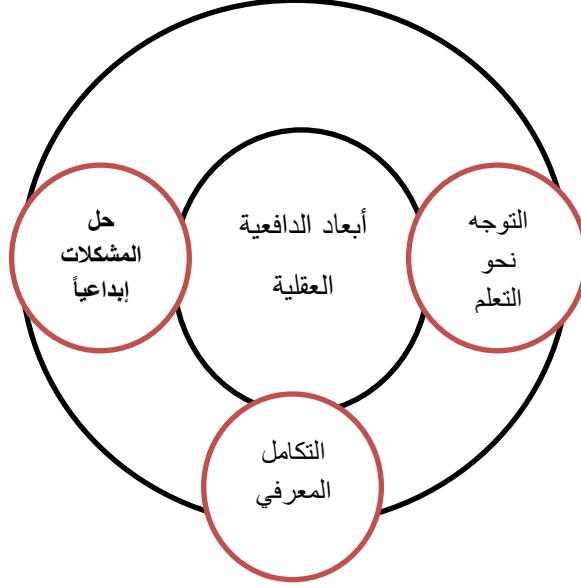 أبعاد الدافعية
العقلية
التوجه
نحو
التعلم
حل
المشكلات
إبداعياً
التكامل
المعرفي